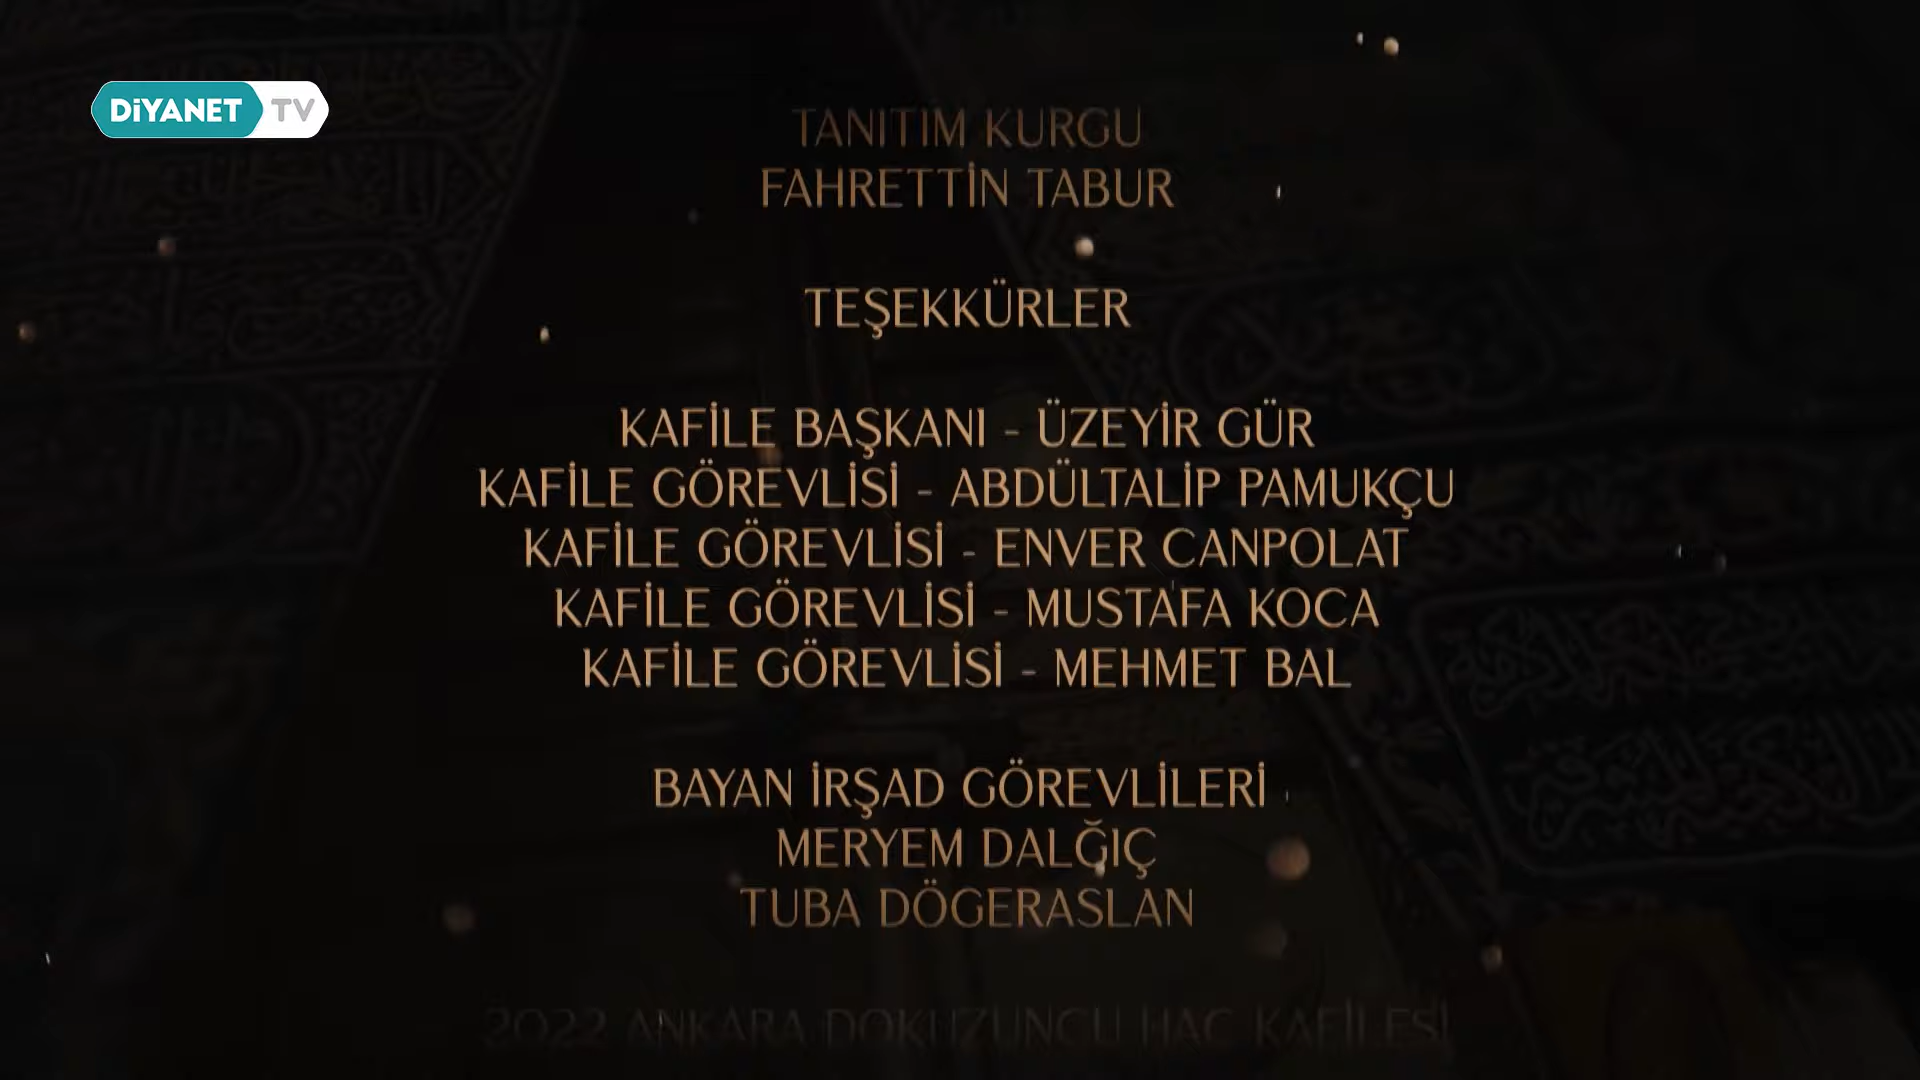 DİYANET TV
TANITIM KURGU
FAHRETTİN TABUR
TEŞEKKÜRLER
KAFİLE BAŞKANI - ÜZEYİR GÜR
KAFİLE GÖREVLİSİ - ABDÜLTALİP PAMUKÇU
KAFİLE GÖREVLİSİ - ENVER CANPOLAT
KAFİLE GÖREVLİSİ - MUSTAFA KOCA
KAFİLE GÖREVLİSİ - MEHMET BAL
BAYAN İRŞAD GÖREVLİLERİ
MERYEM DALĞIÇ
TUBA DÖGERASLAN
2022 ANKARA DOKUZUNCU HAC KAFİLESİ